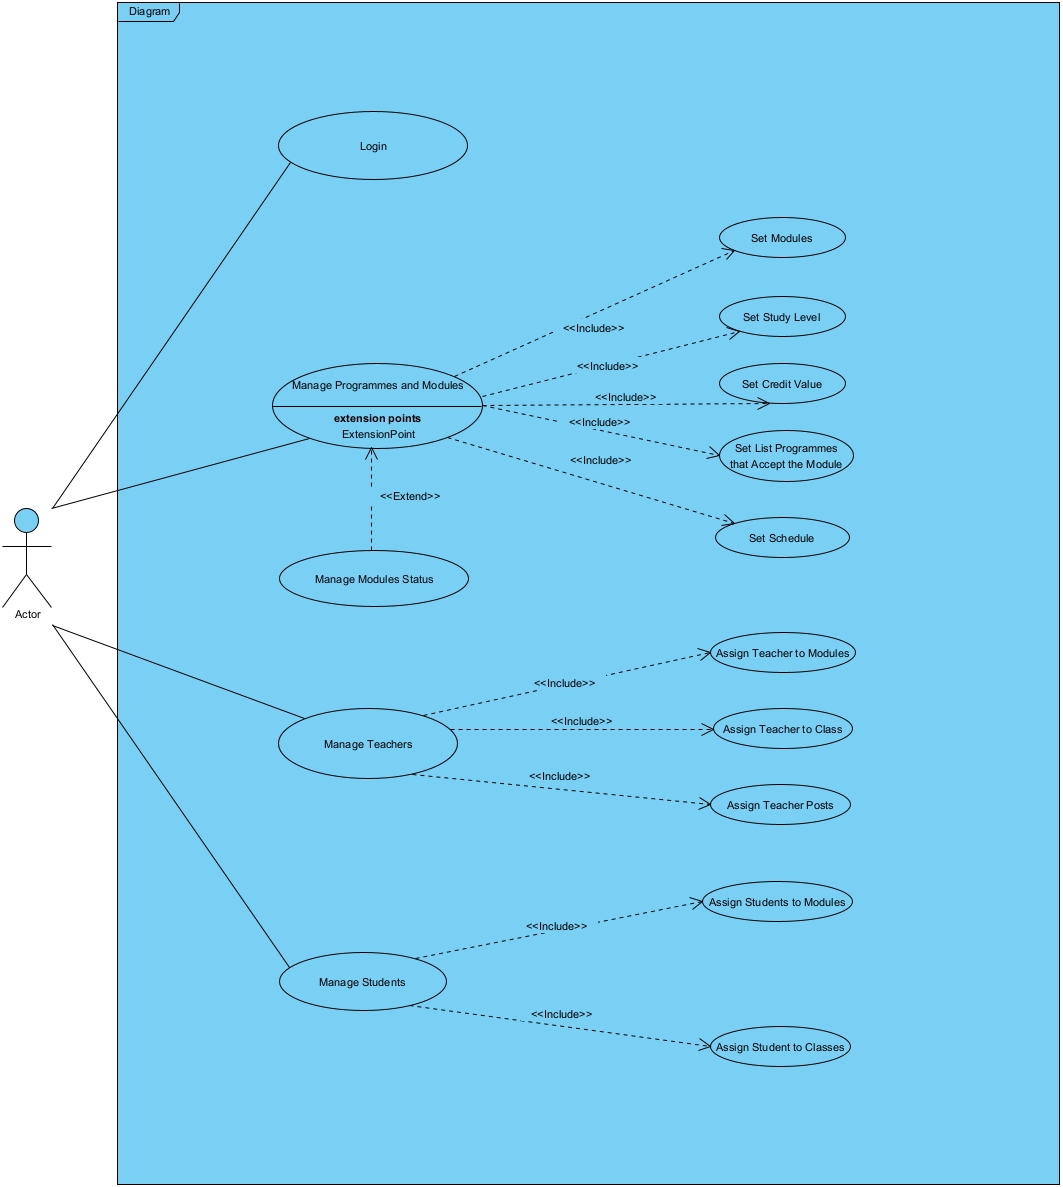 Diagram
Login
Set Modules
<<Include>>
Set Study Level
<<Include>>
Set Credit Value
Manage Programmes and Modules
<<Include>>
extension points
ExtensionPoint
<<Include>>
Set List Programmes
that Accept the Module
<<Include>>
<<Extend>>
Set Schedule
Manage Modules Status
Actor
Assign Teacher to Modules
<<Include>>
<<Include>>
Assign Teacher to Class
Manage Teachers
<<Include>>
Assign Teacher Posts
Assign Students to Modules
<<Include>>
Manage Students
<<Include>>
Assign Student to Classes